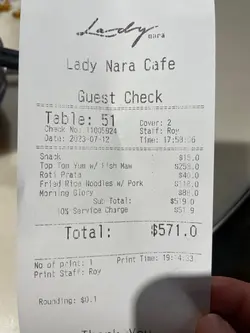 Lady
nara
Lady Nara Cafe
Guest Check
Table: 51 Cover: 2
Check No: 11005924 Staff: Roy
Date: 2023-07-12 Time: 17:59:06
Snack $15.0
Top Tom Yum w/ Fish Maw $258.0
Roti Prata $40.0
Fried Rice Noodles w/ Pork $118.0
Morning Glory $88.0
Sub Total: $519.0
10% Service Charge $51.9
Total: $571.0
No of print: 1 Print Time: 19:14:33
Print Staff: Roy
Rounding: $0.1